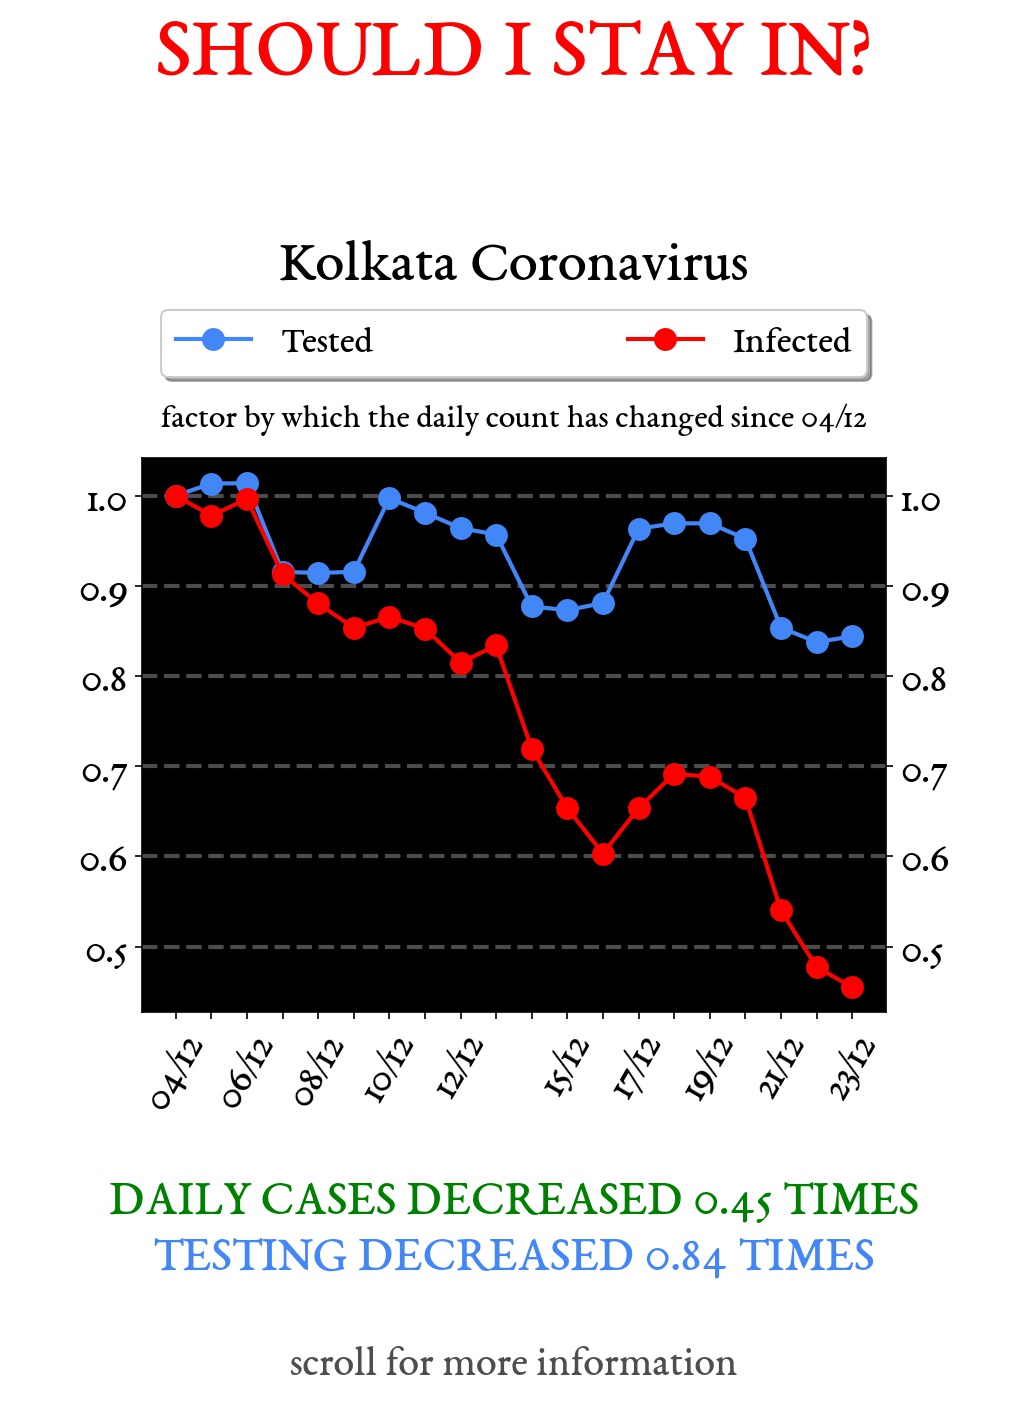 SHOULD I STAY IN?
Kolkata Coronavirus
Tested Infected
factor by which the daily count has changed since 04/12
1.0 1.0
0.9 0.9
0.8 0.8
0.7 0.7
0.6 0.6
0.5 0.5
04/12 06/12 08/12 10/12 12/12 15/12 17/12 19/12 21/12 23/12
DAILY CASES DECREASED 0.45 TIMES
TESTING DECREASED 0.84 TIMES
scroll for more information